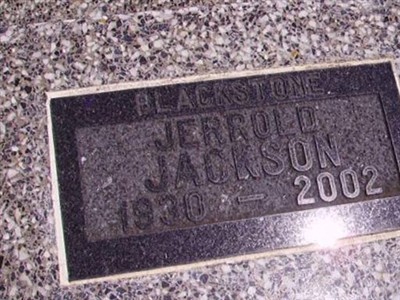 BLACKSTONE
JERROLD
JACKSON
1930 - 2002